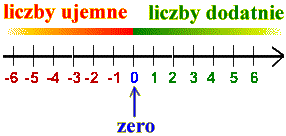 liczby ujemne liczby dodatnie
-6 -5 -4 -3 -2 -1 0 1 2 3 4 5 6
zero